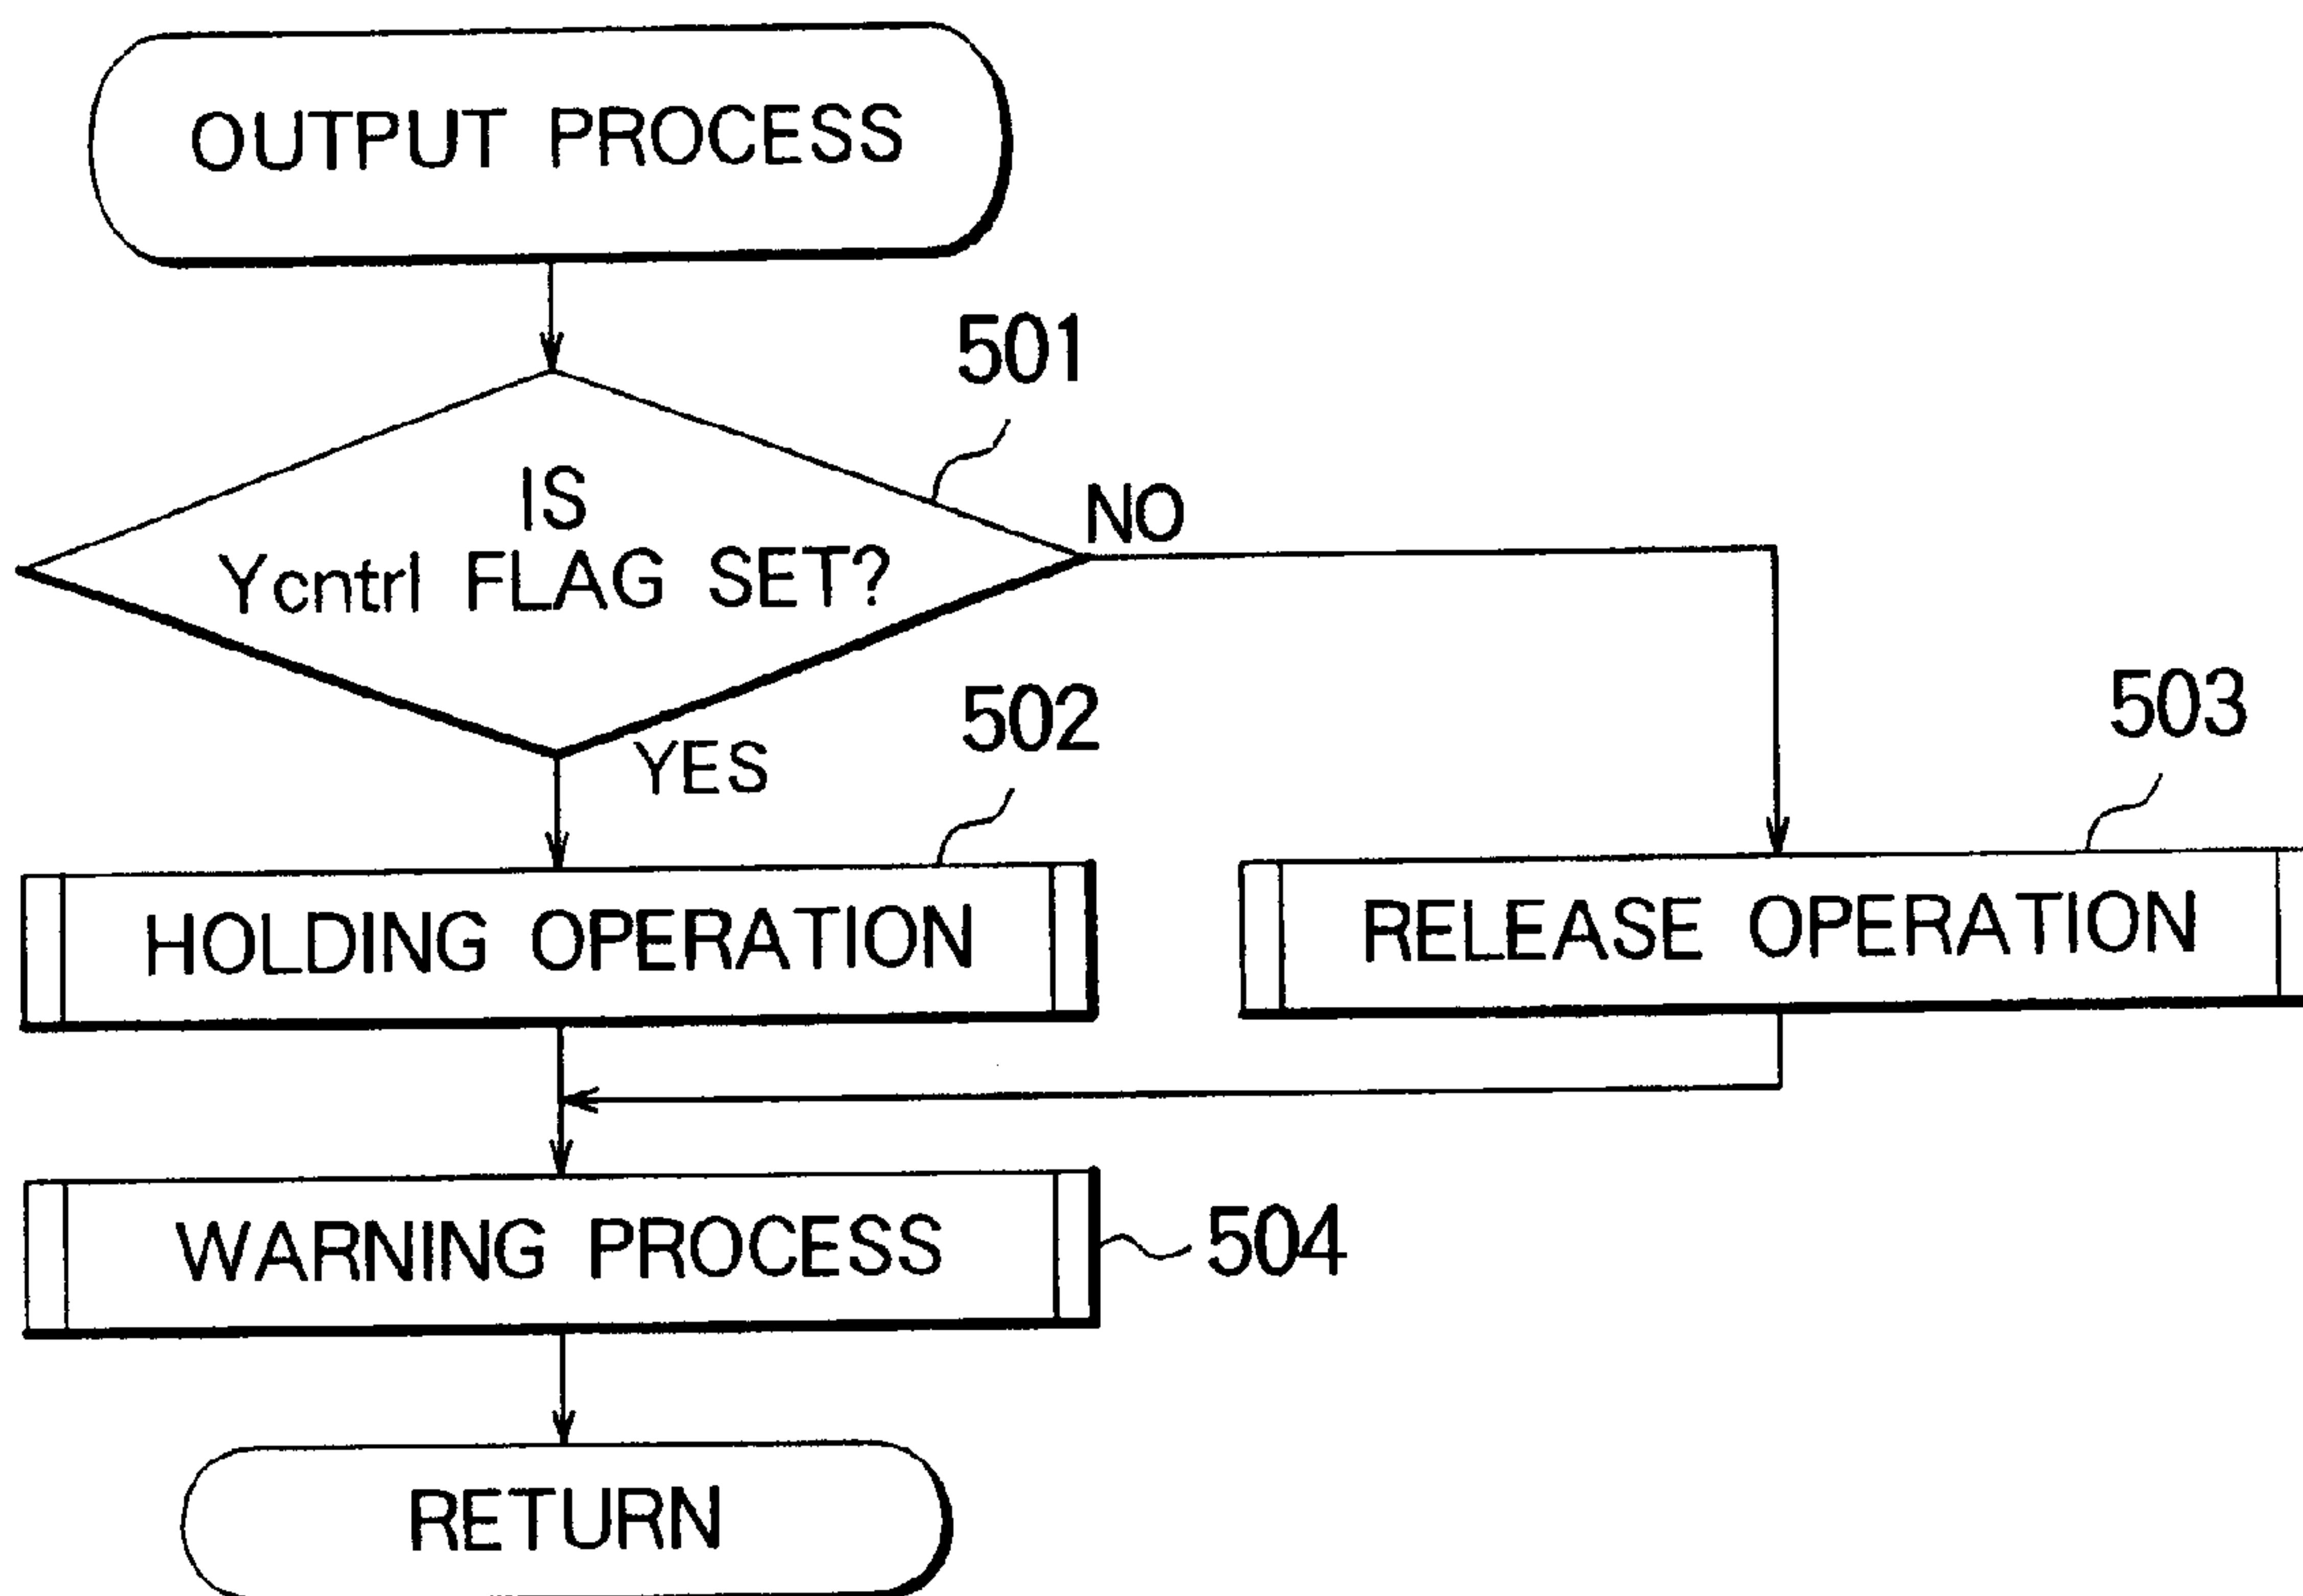 OUTPUT PROCESS
501
IS
Ycntrl FLAG SET?
NO
YES
502
503
HOLDING OPERATION
RELEASE OPERATION
WARNING PROCESS
504
RETURN